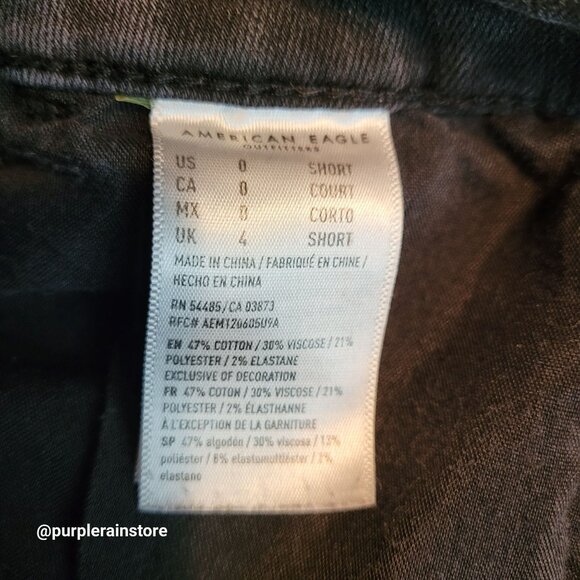 AMERICAN EAGLE
OUTFITTERS
US 0 SHORT
CA 0 COURT
MX 0 CORTO
UK 4 SHORT
MADE IN CHINA / FABRIQUÉ EN CHINE /
HECHO EN CHINA
RN 54485/CA 03873
RFC# AEM120605U9A
EN 47% COTTON / 30% VISCOSE / 21%
POLYESTER / 2% ELASTANE
EXCLUSIVE OF DECORATION
FR 47% COTON / 30% VISCOSE / 21%
POLYESTER / 2% ÉLASTHANNE
À L'EXCEPTION DE LA GARNITURE
SP 47% algodón / 30% viscosa / 13%
poliéster / 8% elastomultiéster / 2%
elastano
@purplerainstore